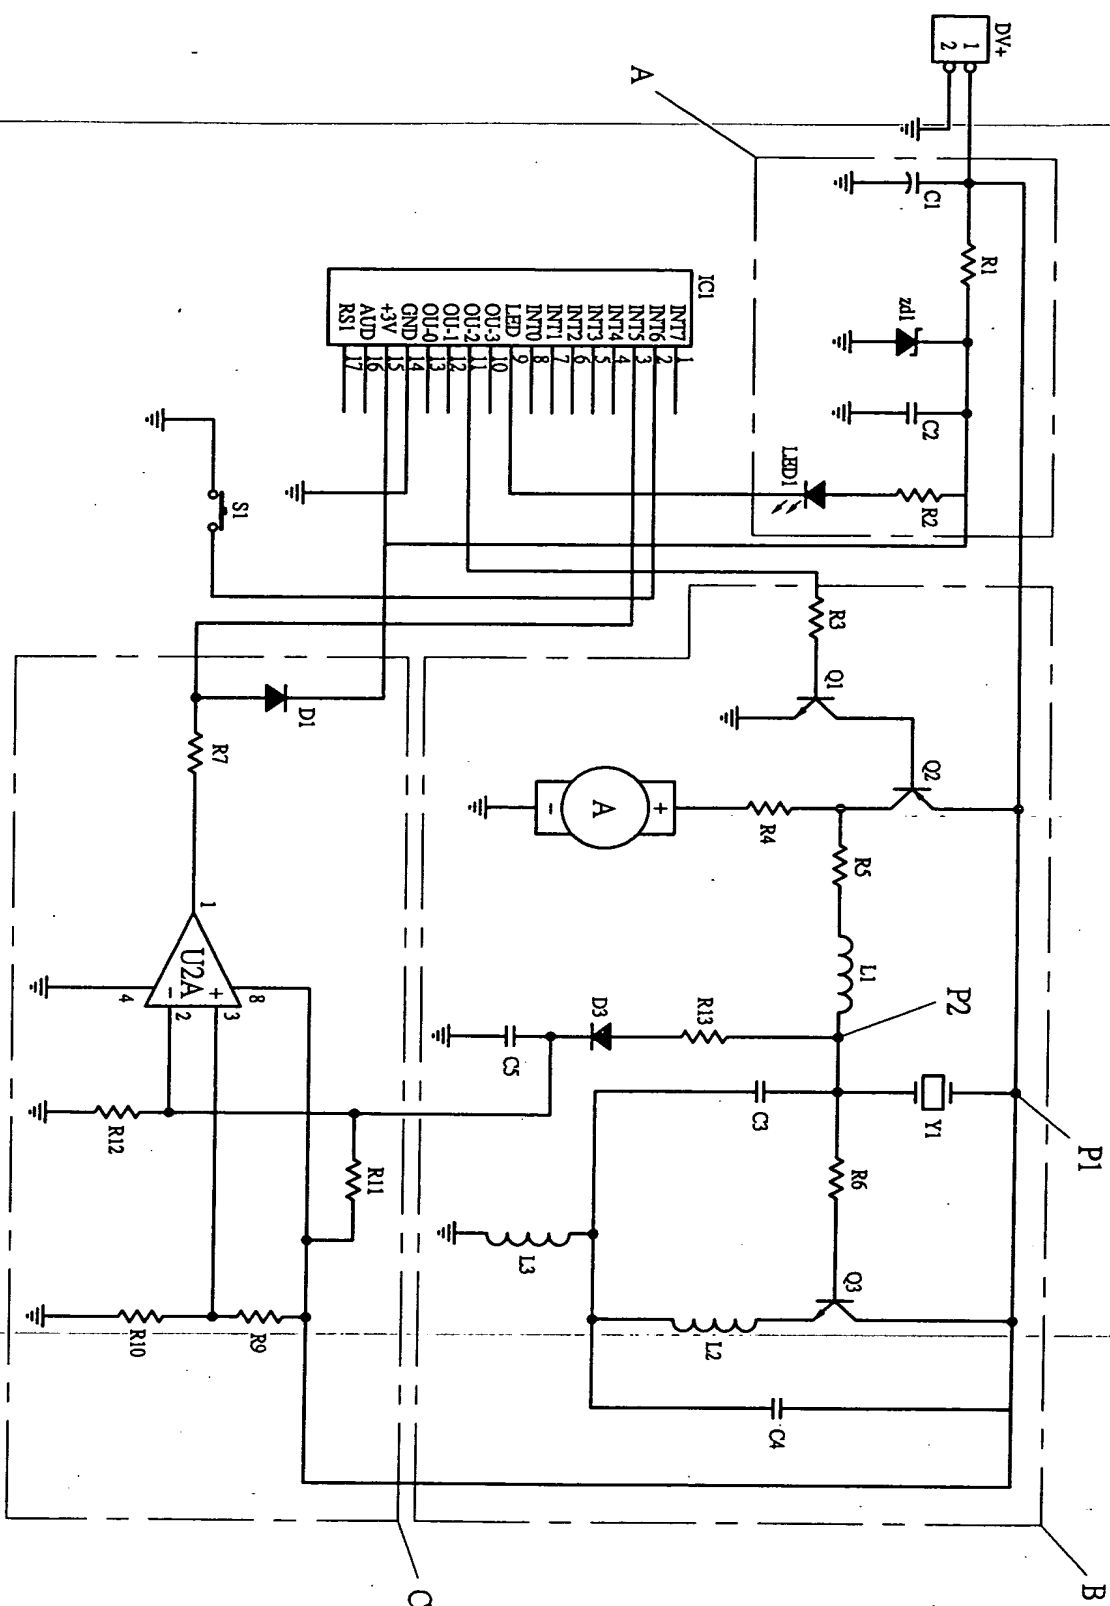 DV+
1
2
A
C1
R1
zd1
C2
R2
LED1
IC1
INT7 1
INT6 2
INT5 3
INT4 4
INT3 5
INT2 6
INT1 7
INT0 8
LED 9
OU-3 10
OU-2 11
OU-1 12
OU-0 13
GND 14
+3V 15
AUD 16
RS1 17
S1
R3
Q1
Q2
A
+
-
R4
R5
L1
P2
P1
D3
R13
C5
C3
Y1
R6
L3
Q3
L2
C4
B
D1
R7
1
U2A
+
-
8
3
2
4
R12
R11
R10
R9
C